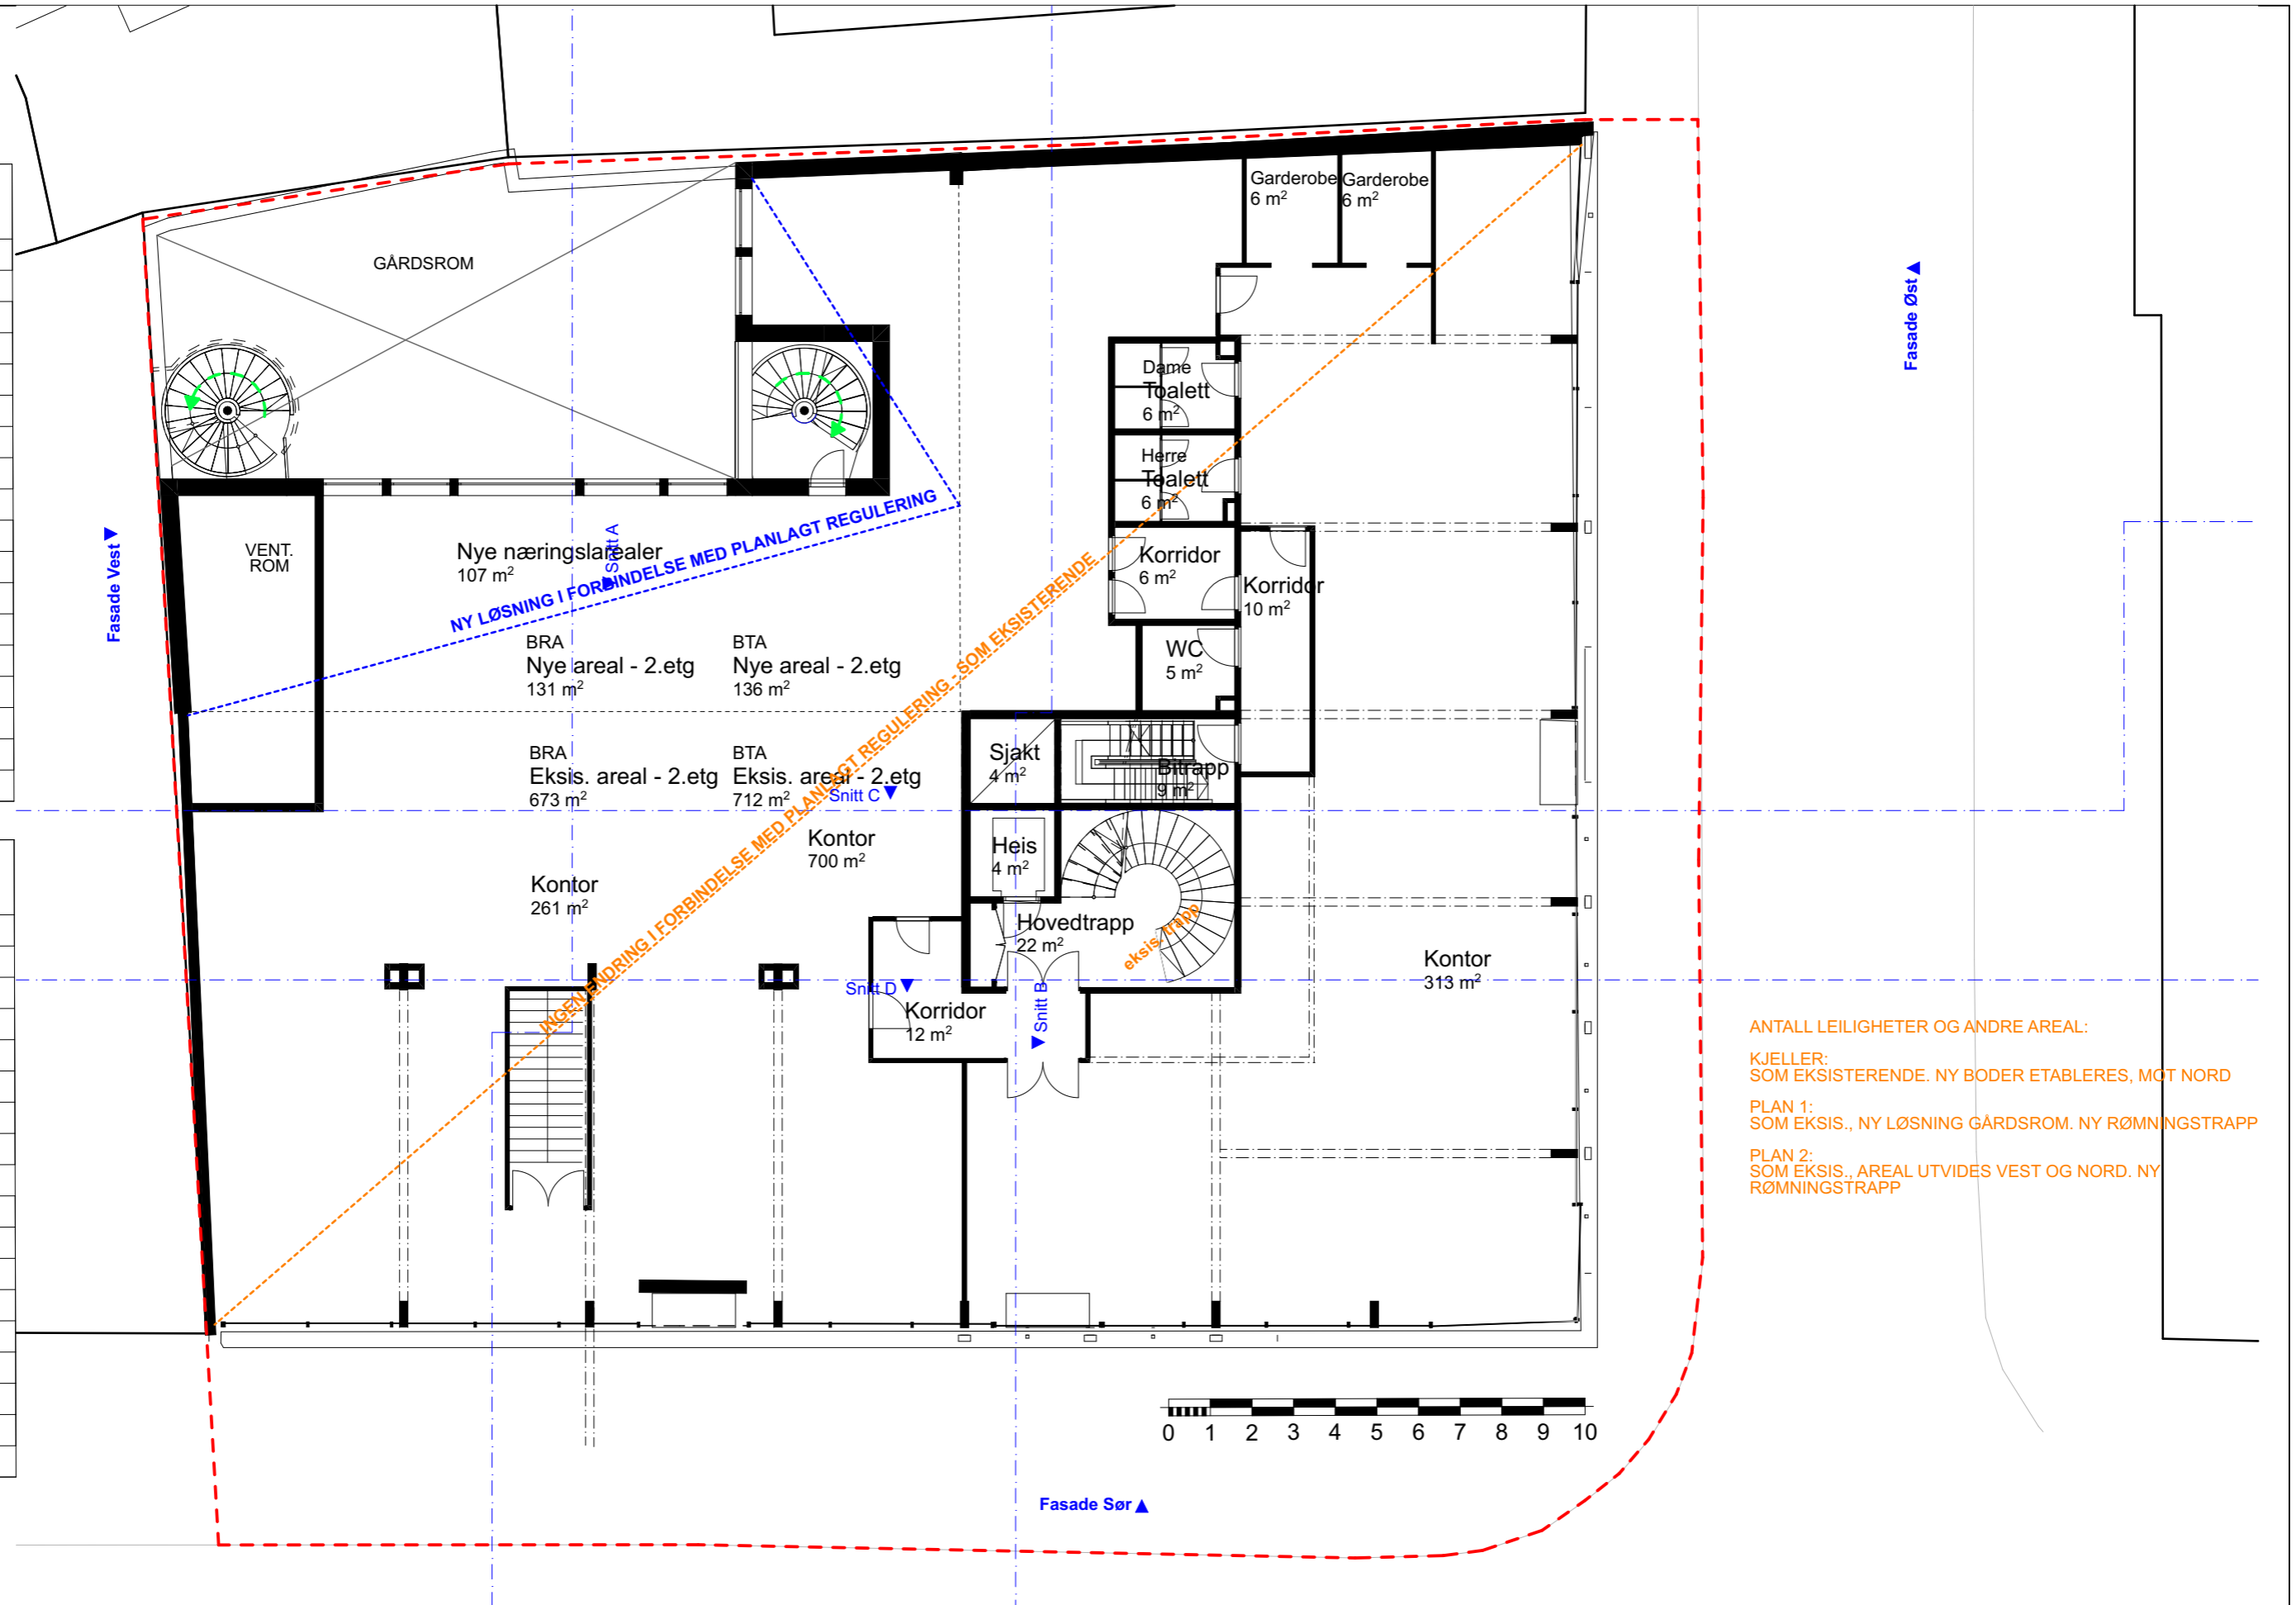 Garderobe
6 m²
Garderobe
6 m²
GÅRDSROM
Fasade Øst
Dame
Toalett
6 m²
Herre
Toalett
6 m²
NY LØSNING I FORBINDELSE MED PLANLAGT REGULERING
Fasade Vest
VENT.
ROM
Nye næringslarealer
107 m²
Snitt A
Korridor
6 m²
Korridor
10 m²
BRA
Nye areal - 2.etg
131 m²
BTA
Nye areal - 2.etg
136 m²
WC
5 m²
INGEN ENDRING I FORBINDELSE MED PLANLAGT REGULERING - SOM EKSISTERENDE
BRA
Eksis. areal - 2.etg
673 m²
BTA
Eksis. areal - 2.etg
712 m²
Snitt C
Sjakt
4 m²
Bitrapp
9 m²
Kontor
700 m²
Heis
4 m²
Kontor
261 m²
Hovedtrapp
22 m²
eksis. trapp
Kontor
313 m²
Snitt D
Korridor
12 m²
Snitt B
ANTALL LEILIGHETER OG ANDRE AREAL:
KJELLER:
SOM EKSISTERENDE. NY BODER ETABLERES, MOT NORD
PLAN 1:
SOM EKSIS., NY LØSNING GÅRDSROM. NY RØMNINGSTRAPP
PLAN 2:
SOM EKSIS., AREAL UTVIDES VEST OG NORD. NY
RØMNINGSTRAPP
0 1 2 3 4 5 6 7 8 9 10
Fasade Sør